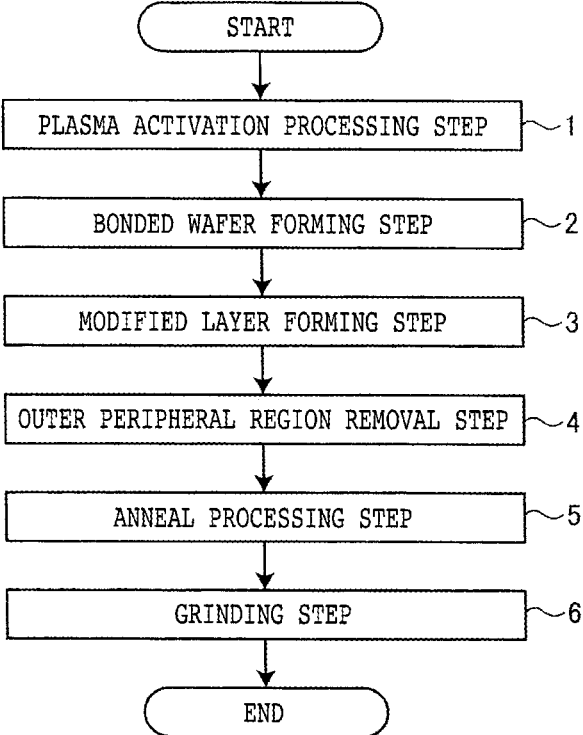 START
PLASMA ACTIVATION PROCESSING STEP 1
BONDED WAFER FORMING STEP 2
MODIFIED LAYER FORMING STEP 3
OUTER PERIPHERAL REGION REMOVAL STEP 4
ANNEAL PROCESSING STEP 5
GRINDING STEP 6
END